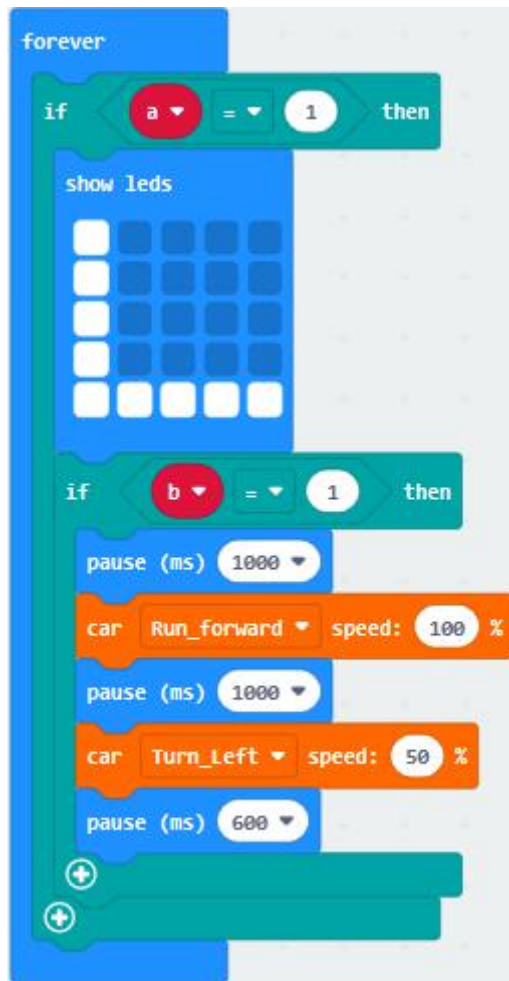 forever
if a = 1 then
show leds
if b = 1 then
pause (ms) 1000
car Run_forward speed: 100 %
pause (ms) 1000
car Turn_Left speed: 50 %
pause (ms) 600